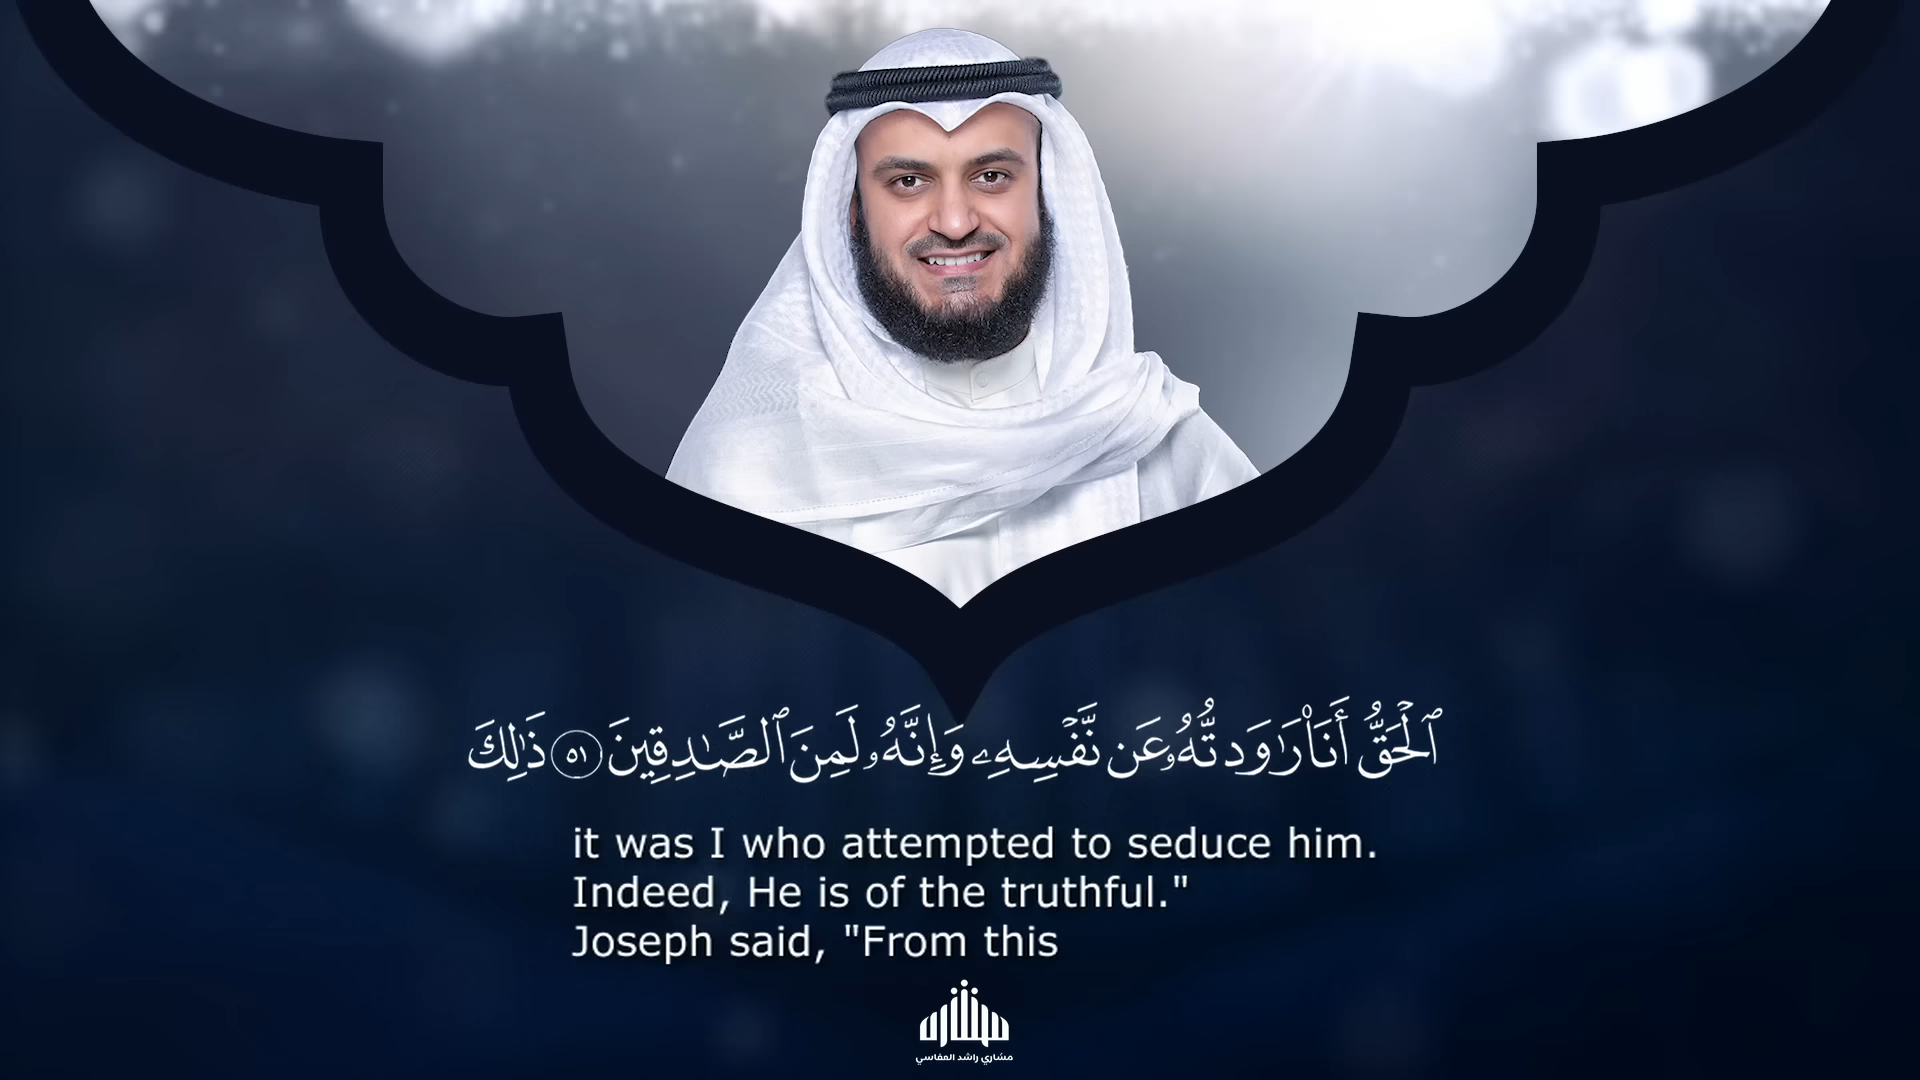 ٱلْحَقُّ أَنَا۠ رَٰوَدتُّهُۥ عَن نَّفْسِهِۦ وَإِنَّهُۥ لَمِنَ ٱلصَّٰدِقِينَ ٥١ ذَٰلِكَ
it was I who attempted to seduce him.
Indeed, He is of the truthful."
Joseph said, "From this
مشاري راشد العفاسي